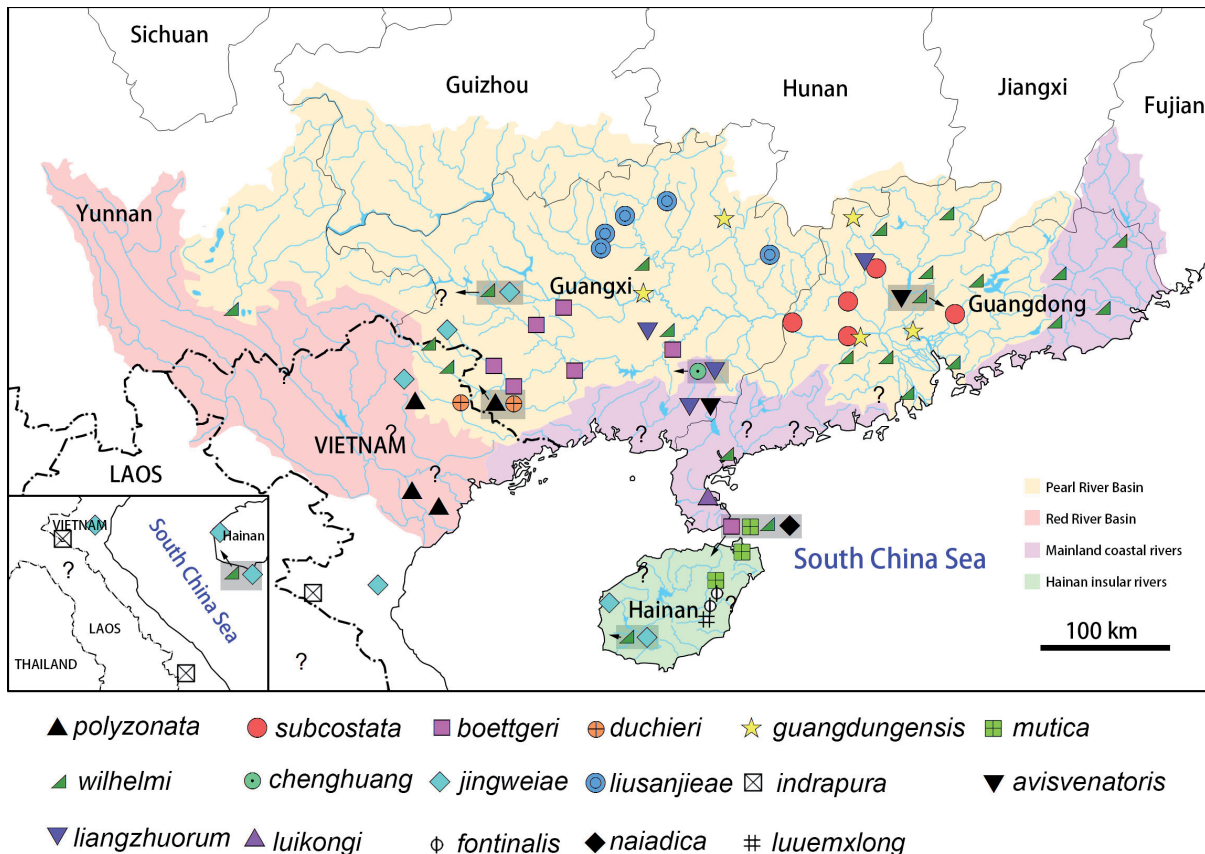 Sichuan
Guizhou
Hunan
Jiangxi
Fujian
Yunnan
Guangxi
Guangdong
?
?
?
VIETNAM
?
?
?
?
?
LAOS
Pearl River Basin
Red River Basin
Mainland coastal rivers
Hainan insular rivers
South China Sea
?
?
Hainan
100 km
?
VIETNAM
Hainan
South China Sea
?
LAOS
THAILAND
polyzonata
subcostata
boettgeri
duchieri
guangdungensis
mutica
wilhelmi
chenghuang
jingweiae
liusanjieae
indrapura
avisvenatoris
liangzhuorum
luikongi
fontinalis
naiadica
luuemxlong